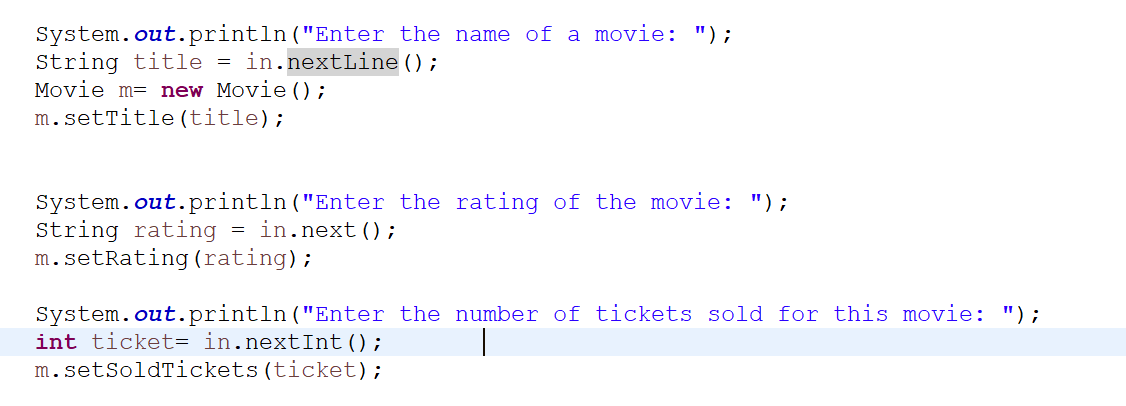 System.out.println("Enter the name of a movie: ");
String title = in.nextLine();
Movie m= new Movie();
m.setTitle(title);
System.out.println("Enter the rating of the movie: ");
String rating = in.next();
m.setRating(rating);
System.out.println("Enter the number of tickets sold for this movie: ");
int ticket= in.nextInt();
m.setSoldTickets(ticket);